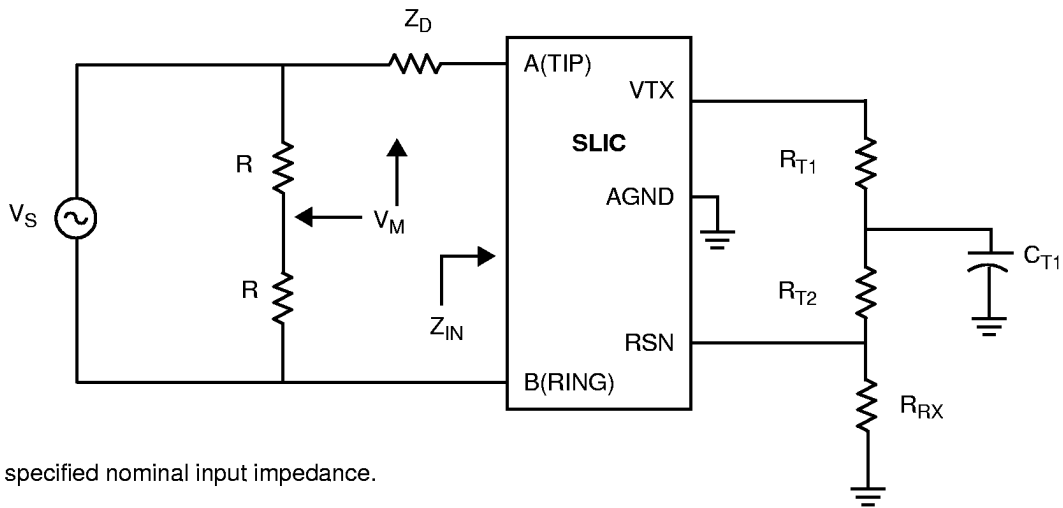 Z_D
A(TIP)
VTX
SLIC
R_T1
R
AGND
V_S
V_M
C_T1
R
R_T2
Z_IN
RSN
B(RING)
R_RX
specified nominal input impedance.